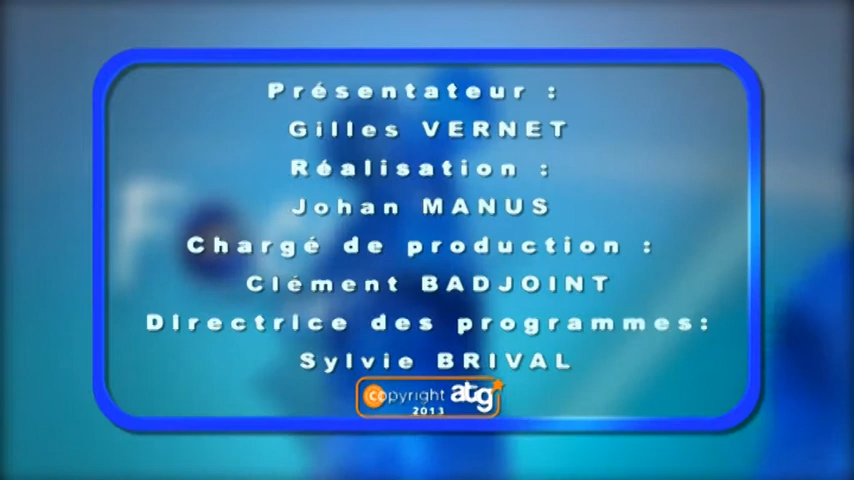 Présentateur :
Gilles VERNET
Réalisation :
Johan MANUS
Chargé de production :
Clément BADJOINT
Directrice des programmes:
Sylvie BRIVAL
copyright atg
2013